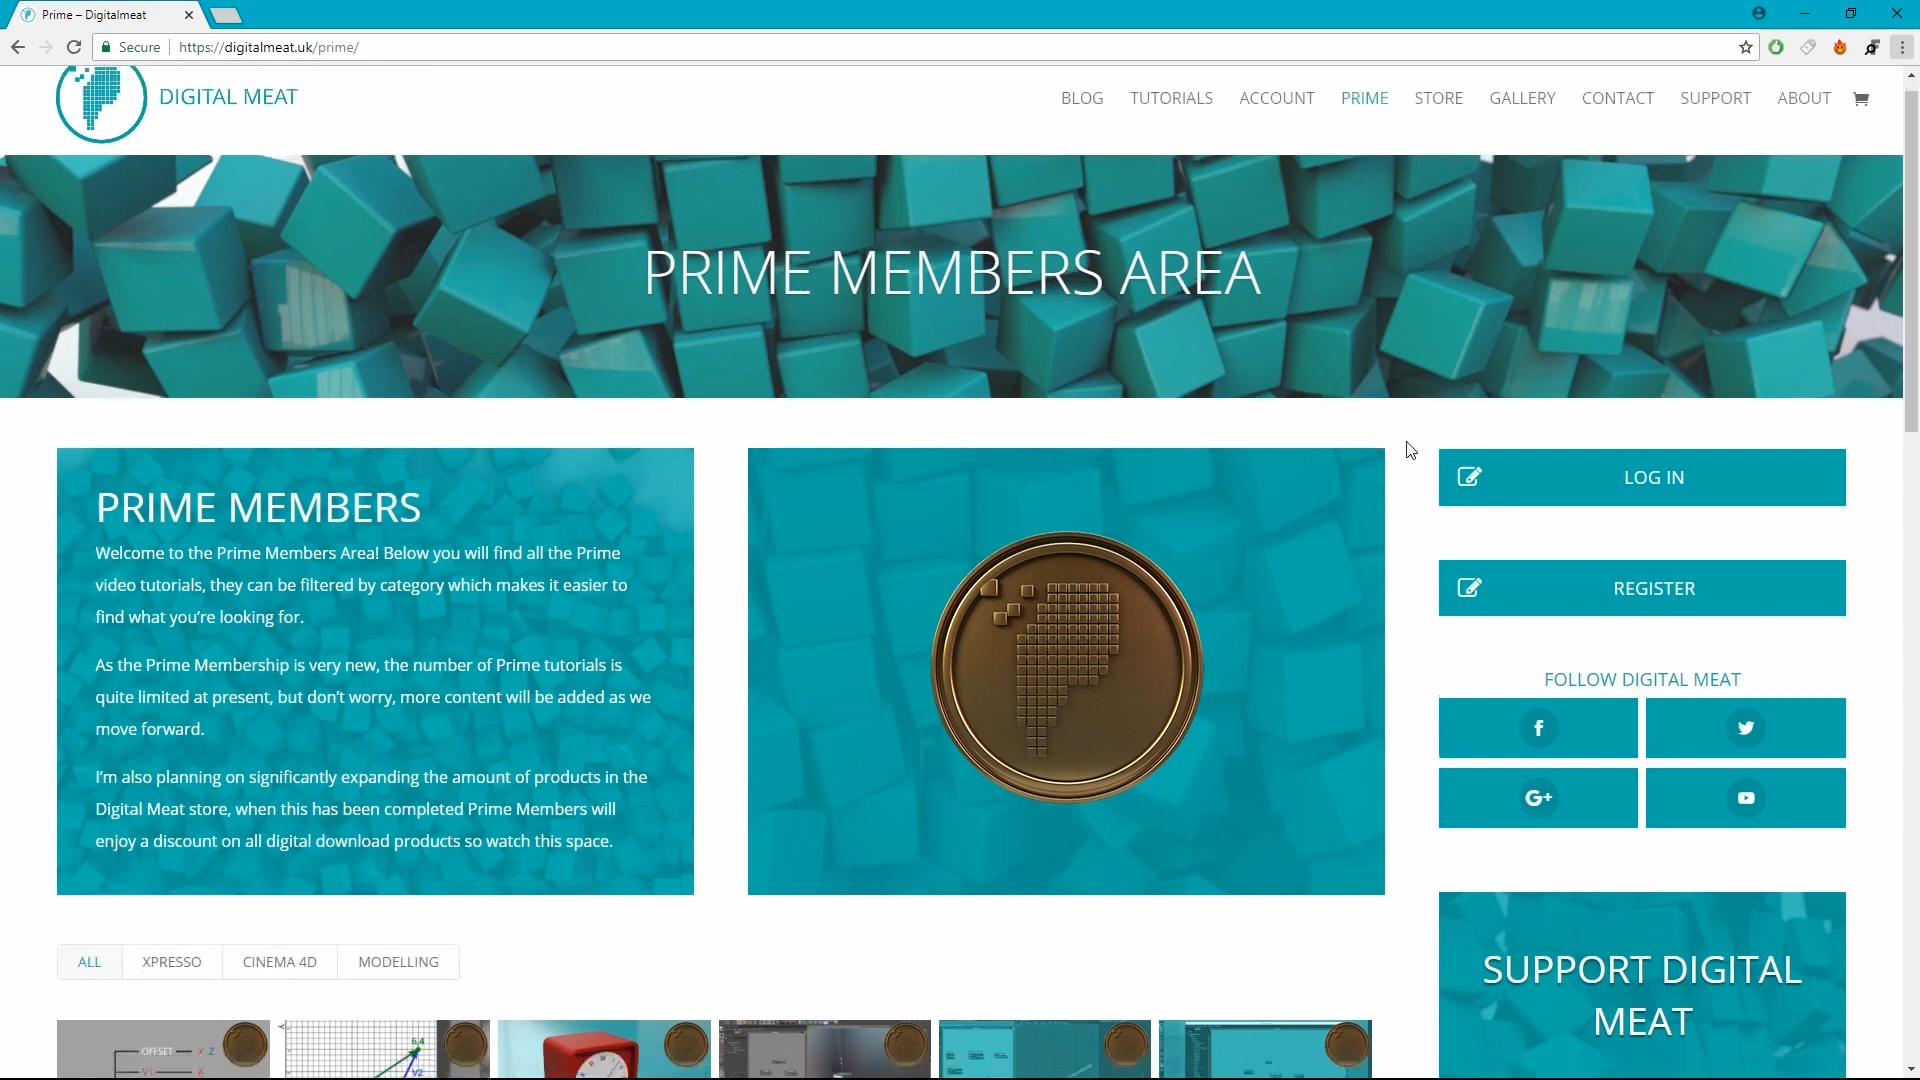 Prime – Digitalmeat
Secure
https://digitalmeat.uk/prime/
DIGITAL MEAT
BLOG
TUTORIALS
ACCOUNT
PRIME
STORE
GALLERY
CONTACT
SUPPORT
ABOUT
PRIME MEMBERS AREA
PRIME MEMBERS
Welcome to the Prime Members Area! Below you will find all the Prime
video tutorials, they can be filtered by category which makes it easier to
find what you’re looking for.
As the Prime Membership is very new, the number of Prime tutorials is
quite limited at present, but don’t worry, more content will be added as we
move forward.
I’m also planning on significantly expanding the amount of products in the
Digital Meat store, when this has been completed Prime Members will
enjoy a discount on all digital download products so watch this space.
LOG IN
REGISTER
FOLLOW DIGITAL MEAT
f
G+
SUPPORT DIGITAL
MEAT
ALL
XPRESSO
CINEMA 4D
MODELLING
OFFSET X Z
V1 X
6,4
V2